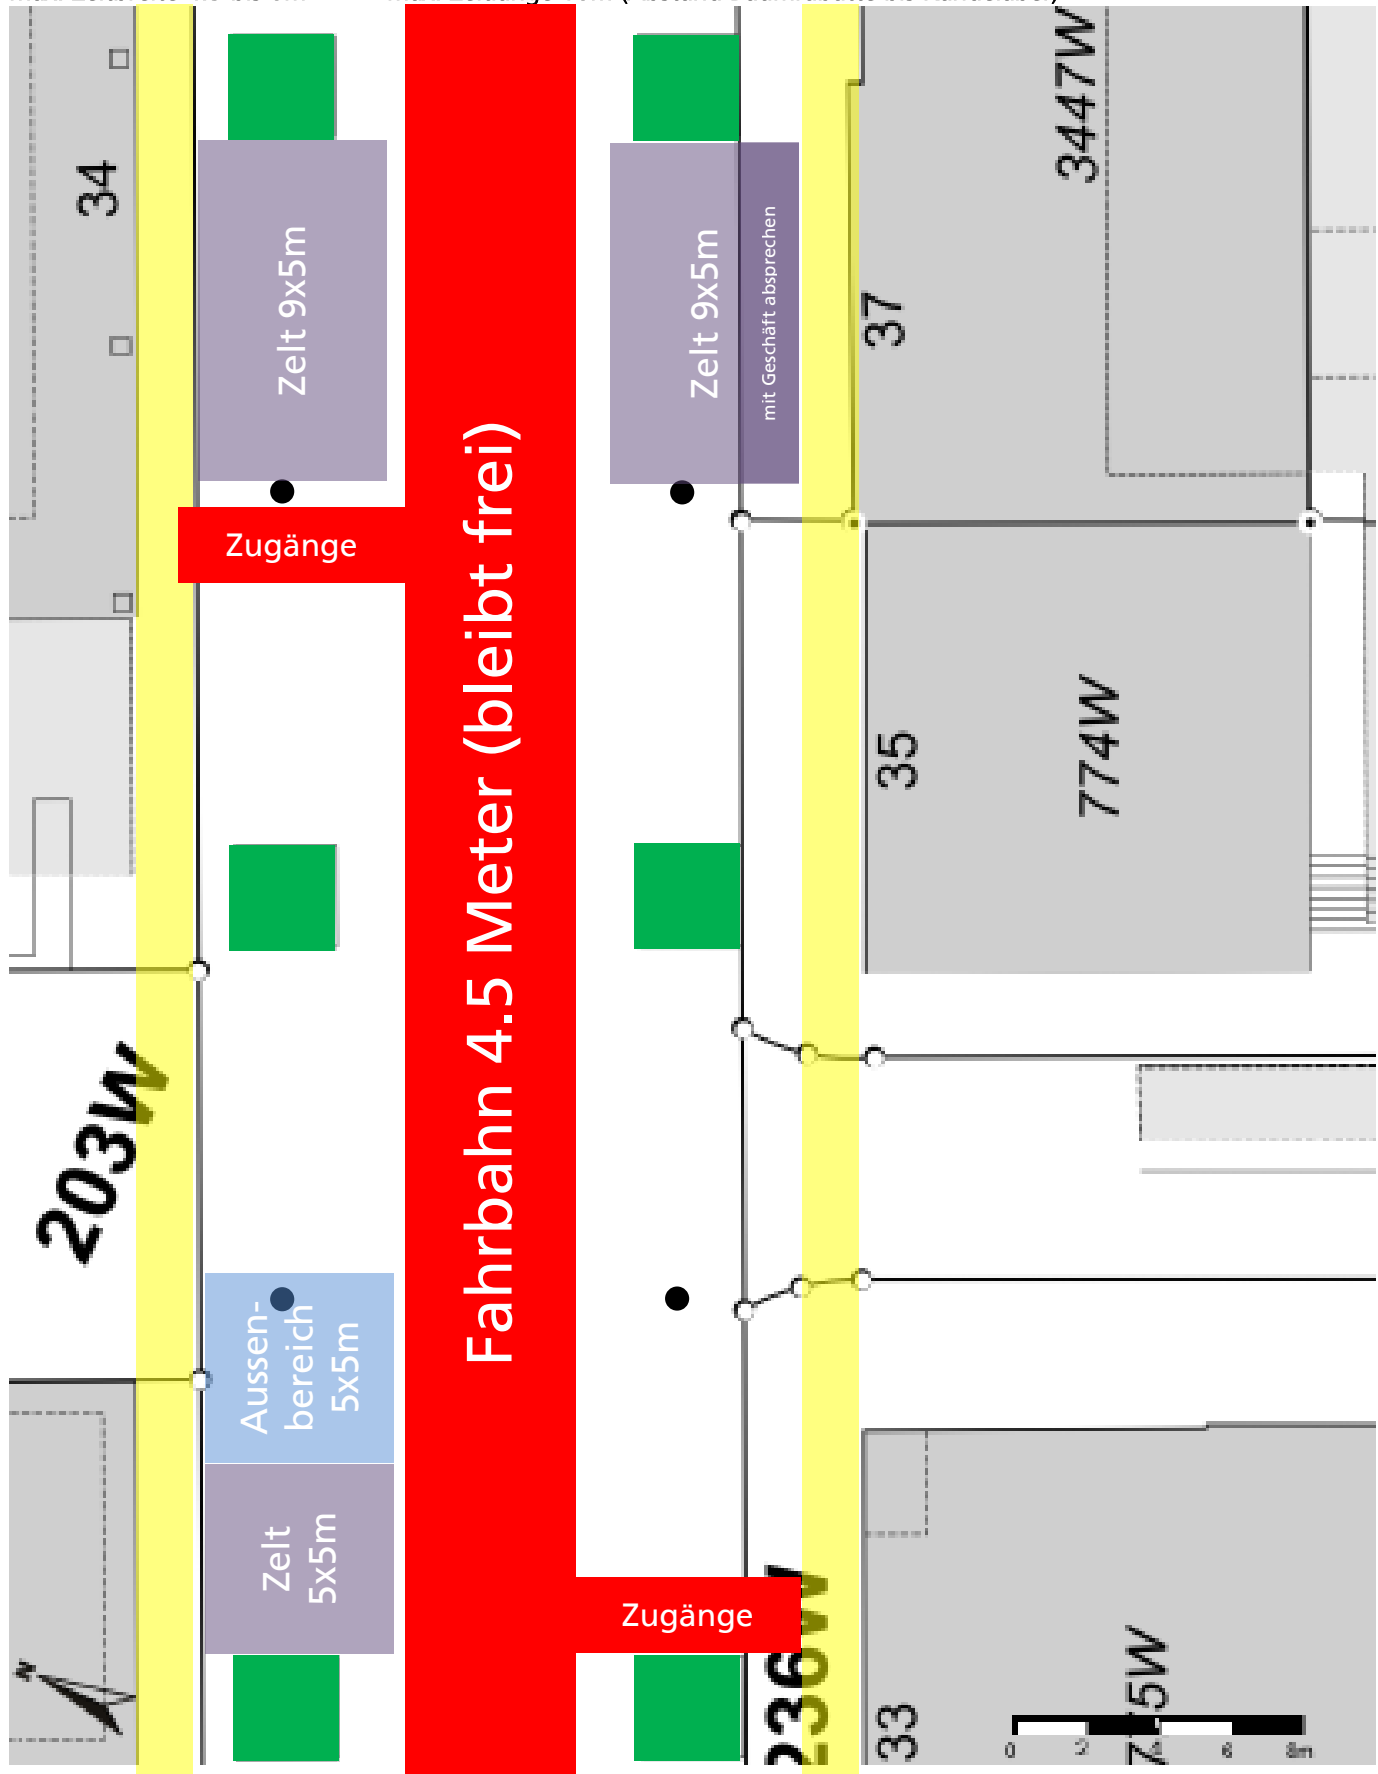 3447W
34
Zelt 9x5m
Zelt 9x5m
mit Geschäft absprechen
37
Fahrbahn 4.5 Meter (bleibt frei)
Zugänge
35
774W
203W
Aussen-
bereich
5x5m
Zelt
5x5m
Zugänge
236W
33
N
0 2 4 6 8m